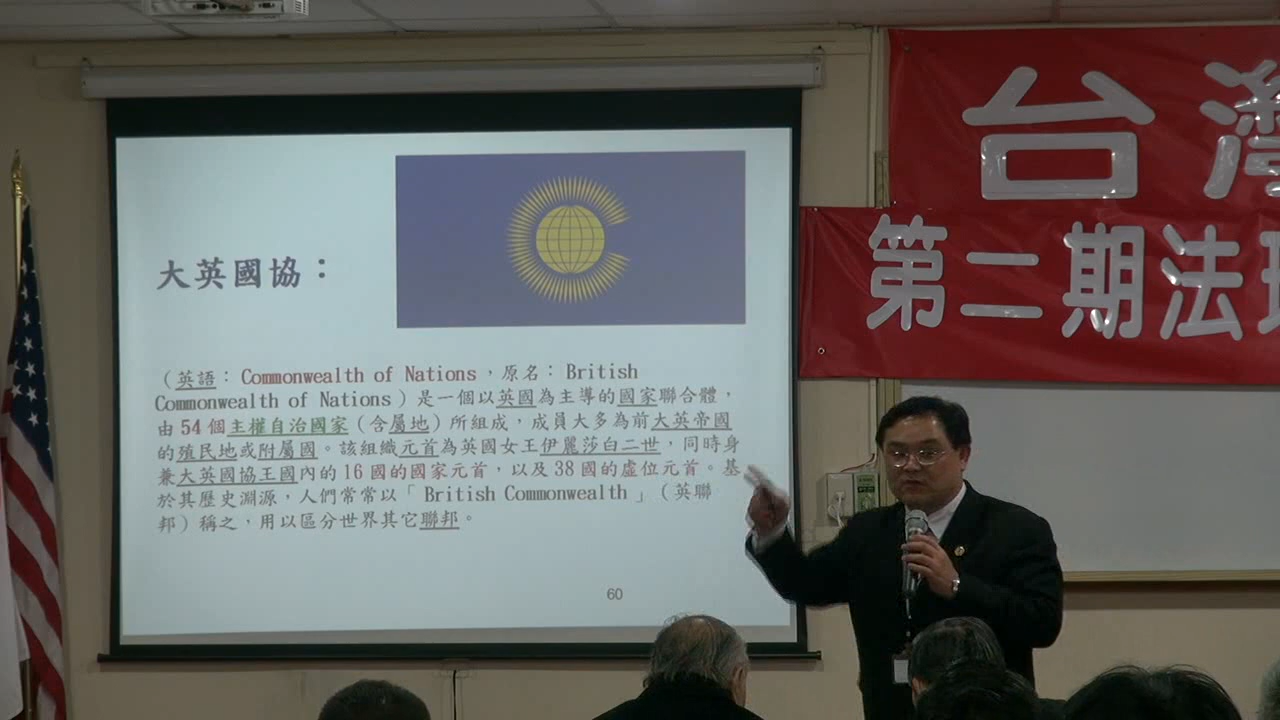 台灣
第二期法理
大英國協：
（英語：Commonwealth of Nations，原名：British
Commonwealth of Nations）是一個以英國為主導的國家聯合體，
由54個主權自治國家（含屬地）所組成，成員大多為前大英帝國
的殖民地或附屬國。該組織元首為英國女王伊麗莎白二世，同時身
兼大英國協王國內的16國的國家元首，以及38國的虛位元首。基
於其歷史淵源，人們常常以「British Commonwealth」（英聯
邦）稱之，用以區分世界其它聯邦。
60